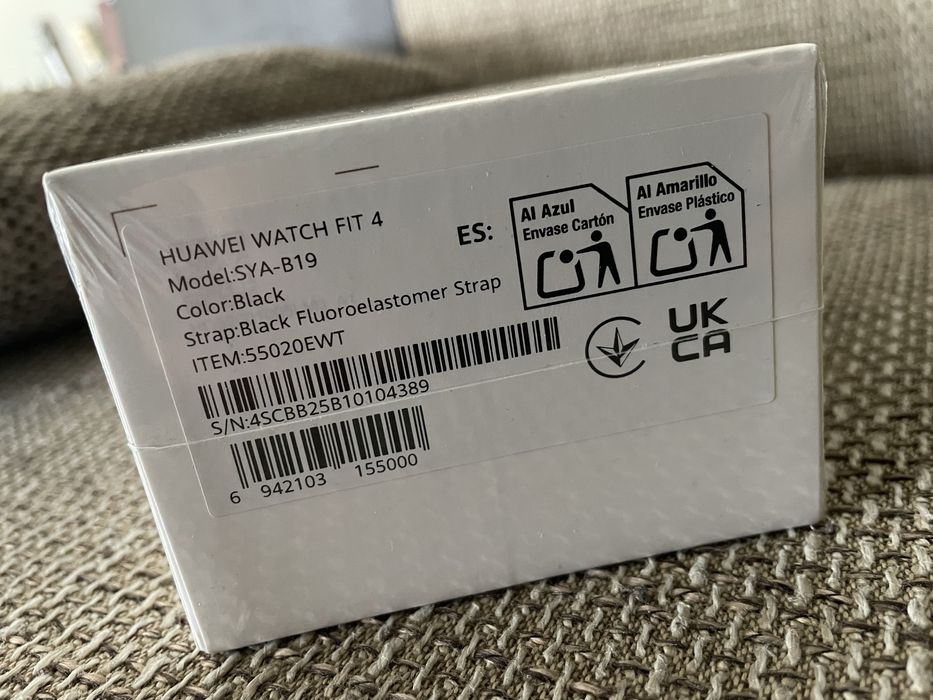 HUAWEI WATCH FIT 4
Model:SYA-B19
Color:Black
Strap:Black Fluoroelastomer Strap
ITEM:55020EWT
S/N:4SCBB25B10104389
6 942103 155000
ES:
Al Azul
Envase Cartón
Al Amarillo
Envase Plástico
UK
CA